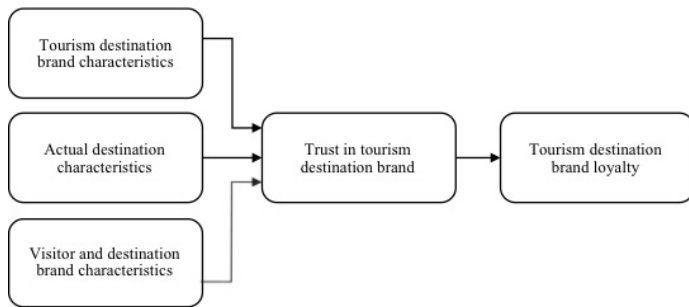 Tourism destination
brand characteristics
Actual destination
characteristics
Visitor and destination
brand characteristics
Trust in tourism
destination brand
Tourism destination
brand loyalty